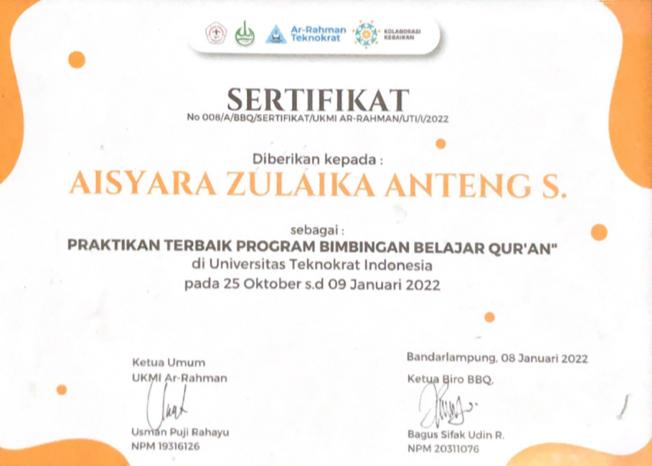 Ar-Rahman
Teknokrat
KOLABORASI
KEBAIKAN
SERTIFIKAT
No 008/A/BBQ/SERTIFIKAT/UKMI AR-RAHMAN/UTI/I/2022
Diberikan kepada :
AISYARA ZULAIKA ANTENG S.
sebagai :
PRAKTIKAN TERBAIK PROGRAM BIMBINGAN BELAJAR QUR'AN"
di Universitas Teknokrat Indonesia
pada 25 Oktober s.d 09 Januari 2022
Ketua Umum
UKMI Ar-Rahman
Usman Puji Rahayu
NPM 19316126
Bandarlampung, 08 Januari 2022
Ketua Biro BBQ,
Bagus Sifak Udin R.
NPM 20311076